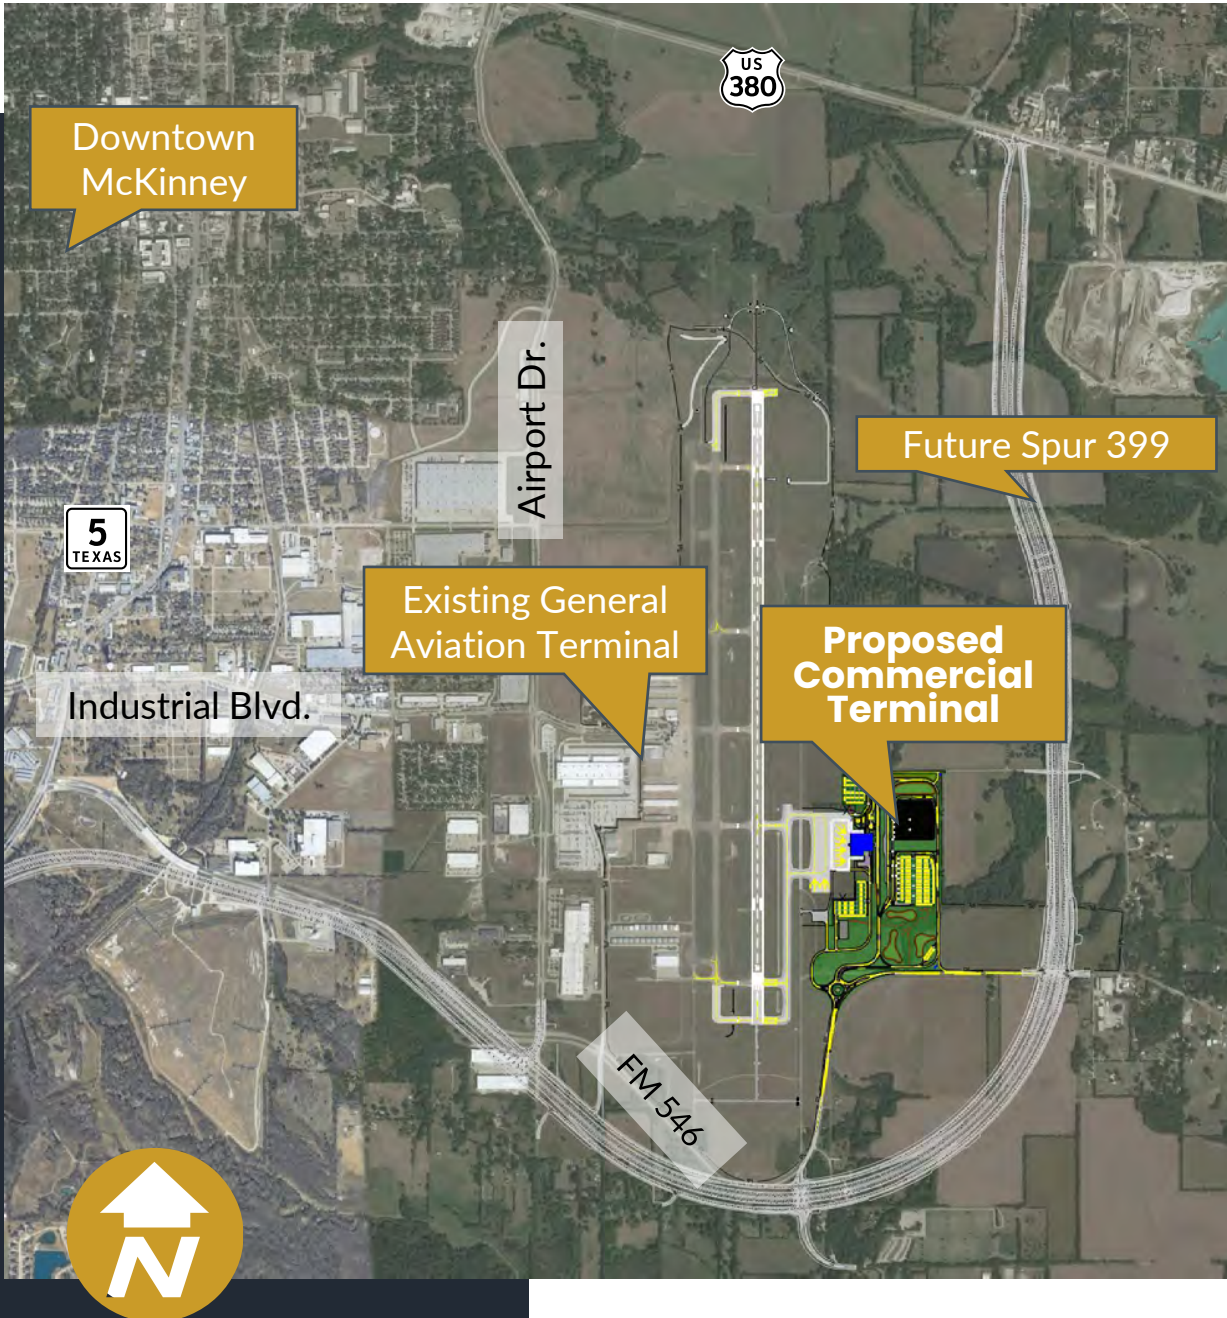 US
380
Downtown
McKinney
Airport Dr.
Future Spur 399
5
TEXAS
Existing General
Aviation Terminal
Proposed
Commercial
Terminal
Industrial Blvd.
FM 546
N